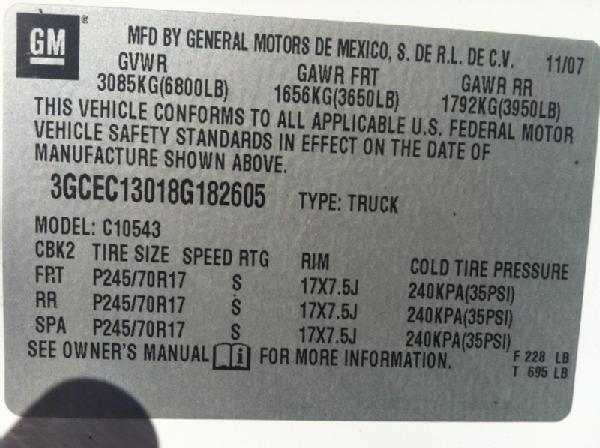 GM ®
MFD BY GENERAL MOTORS DE MEXICO, S. DE R.L. DE C.V. 11/07
GVWR GAWR FRT GAWR RR
3085KG(6800LB) 1656KG(3650LB) 1792KG(3950LB)
THIS VEHICLE CONFORMS TO ALL APPLICABLE U.S. FEDERAL MOTOR
VEHICLE SAFETY STANDARDS IN EFFECT ON THE DATE OF
MANUFACTURE SHOWN ABOVE.
3GCEC13018G182605 TYPE: TRUCK
MODEL: C10543
CBK2 TIRE SIZE SPEED RTG RIM COLD TIRE PRESSURE
FRT P245/70R17 S 17X7.5J 240KPA(35PSI)
RR P245/70R17 S 17X7.5J 240KPA(35PSI)
SPA P245/70R17 S 17X7.5J 240KPA(35PSI)
SEE OWNER'S MANUAL i FOR MORE INFORMATION.
F 228 LB
T 695 LB